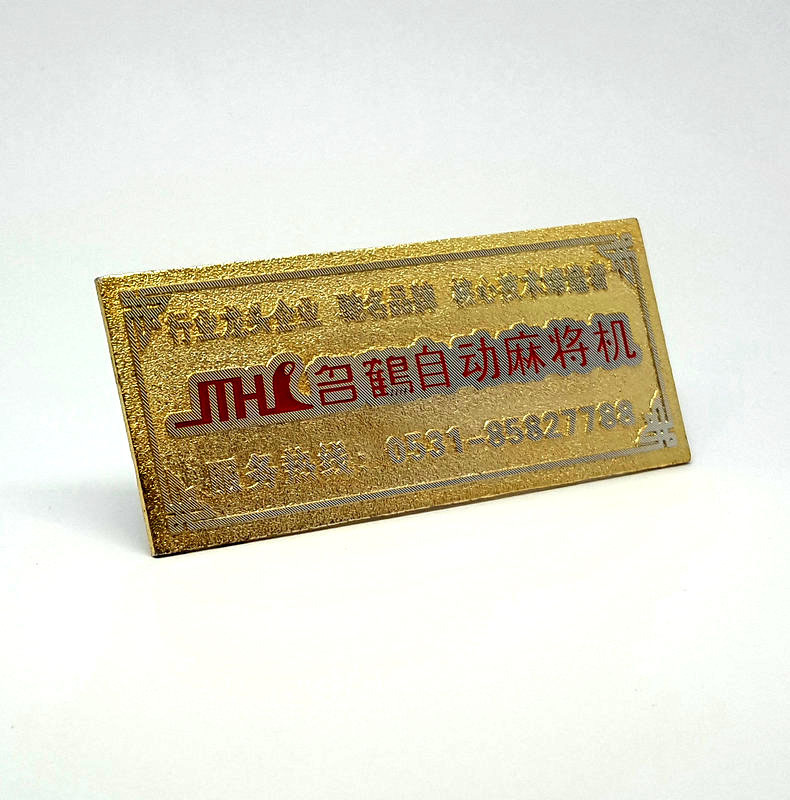 行业龙头企业 驰名品牌 核心技术缔造者
MH 名鹤自动麻将机
服务热线：0531-85827788